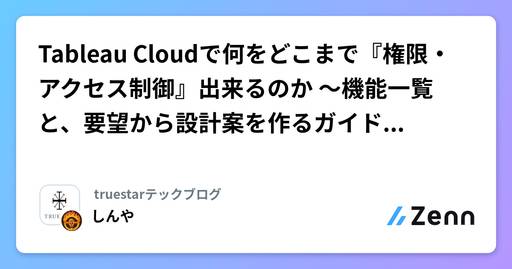 Tableau Cloudで何をどこまで『権限・
アクセス制御』出来るのか 〜機能一覧
と、要望から設計案を作るガイド...
truestarテックブログ
しんや
Zenn